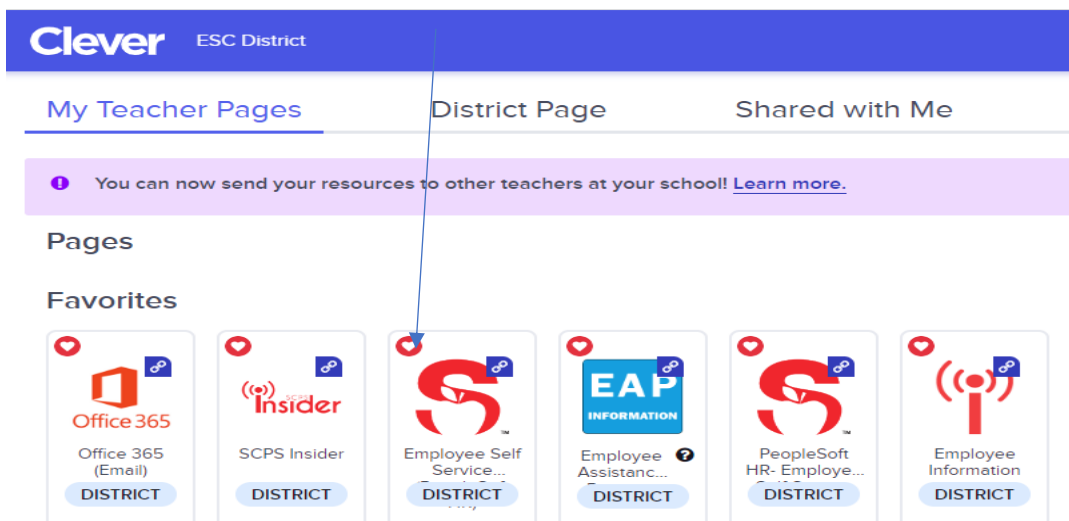 Clever ESC District
My Teacher Pages District Page Shared with Me
You can now send your resources to other teachers at your school! Learn more.
Pages
Favorites
Office 365
SCPS
Insider
EAP
INFORMATION
Office 365
(Email)
DISTRICT
SCPS Insider
DISTRICT
Employee Self
Service...
DISTRICT
Employee
Assistanc...
DISTRICT
PeopleSoft
HR- Employe...
DISTRICT
Employee
Information
DISTRICT